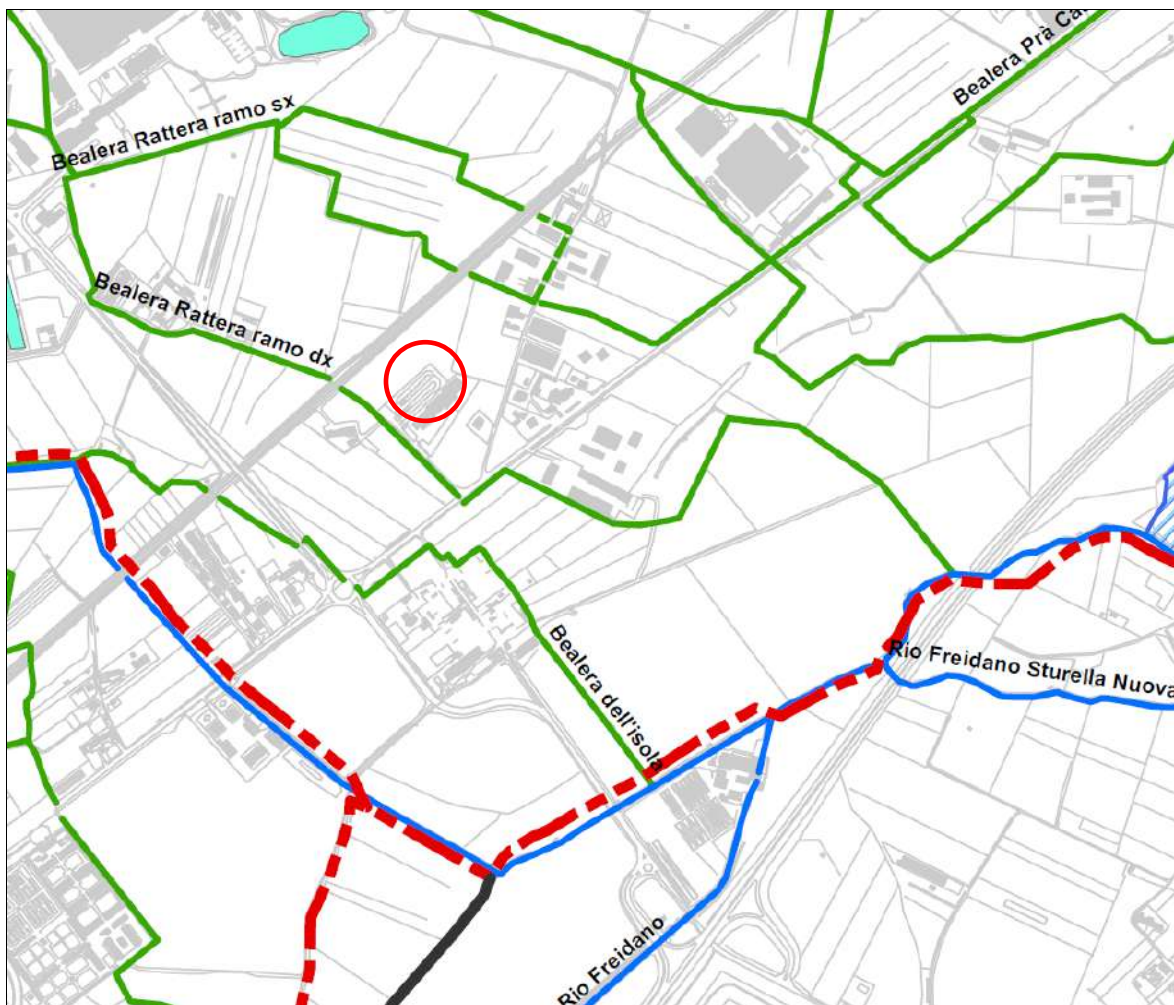 Bealera Prà
Bealera Rattera ramo sx
Bealera Rattera ramo dx
Bealera dell'isola
Rio Freidano Sturella Nuova
Rio Freidano